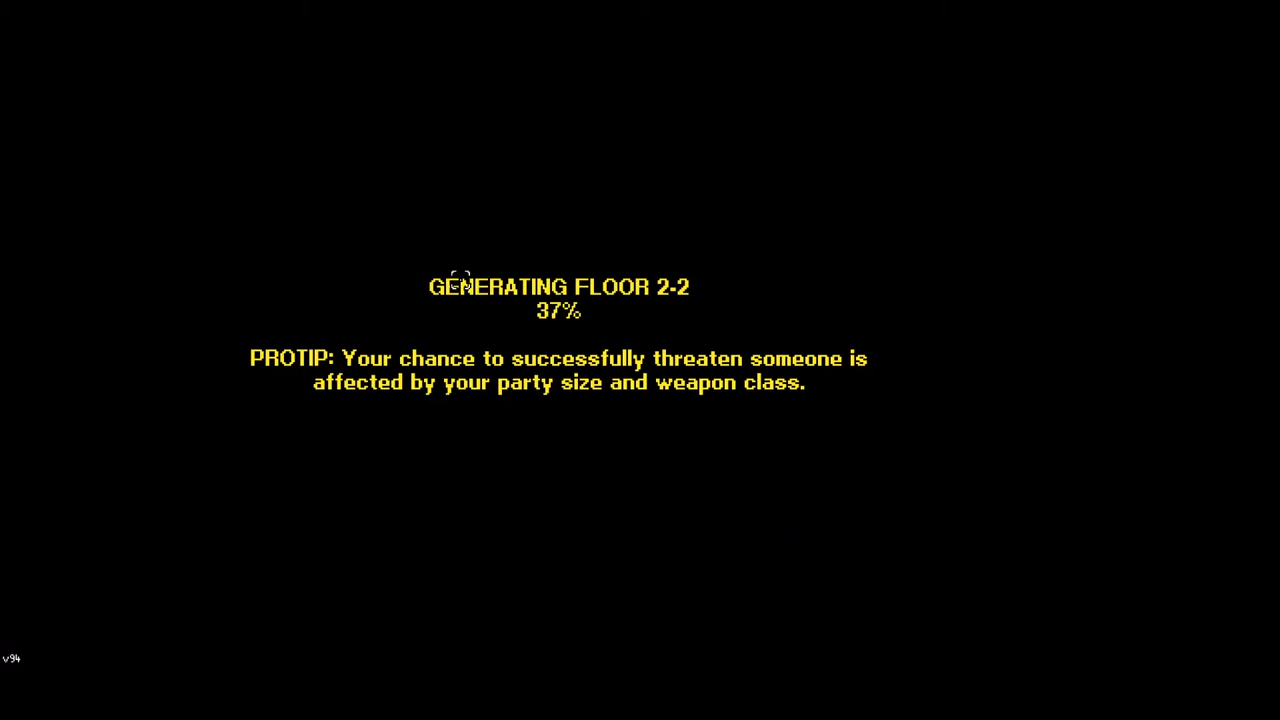 GENERATING FLOOR 2-2
37%
PROTIP: Your chance to successfully threaten someone is
affected by your party size and weapon class.
v94